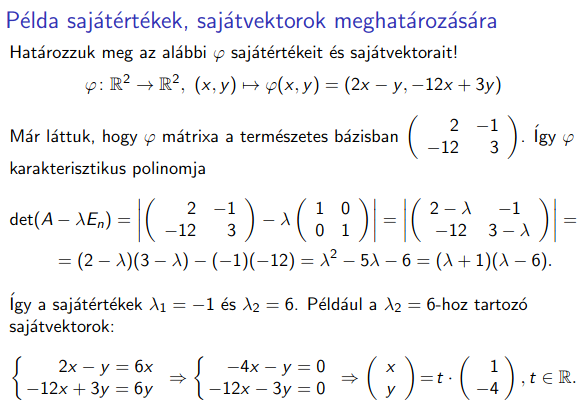 Példa sajátértékek, sajátvektorok meghatározására
Határozzuk meg az alábbi φ sajátértékeit és sajátvektorait!
φ: ℝ² → ℝ², (x, y) ↦ φ(x, y) = (2x − y, −12x + 3y)
Már láttuk, hogy φ mátrixa a természetes bázisban ( 2 −1 ; −12 3 ). Így φ
karakterisztikus polinomja
det(A − λEₙ) = |( 2 −1 ; −12 3 ) − λ ( 1 0 ; 0 1 )| = |( 2 − λ −1 ; −12 3 − λ )| =
= (2 − λ)(3 − λ) − (−1)(−12) = λ² − 5λ − 6 = (λ + 1)(λ − 6).
Így a sajátértékek λ₁ = −1 és λ₂ = 6. Például a λ₂ = 6-hoz tartozó
sajátvektorok:
{ 2x − y = 6x ; −12x + 3y = 6y ⇒ { −4x − y = 0 ; −12x − 3y = 0 ⇒ ( x ; y ) = t · ( 1 ; −4 ), t ∈ ℝ.